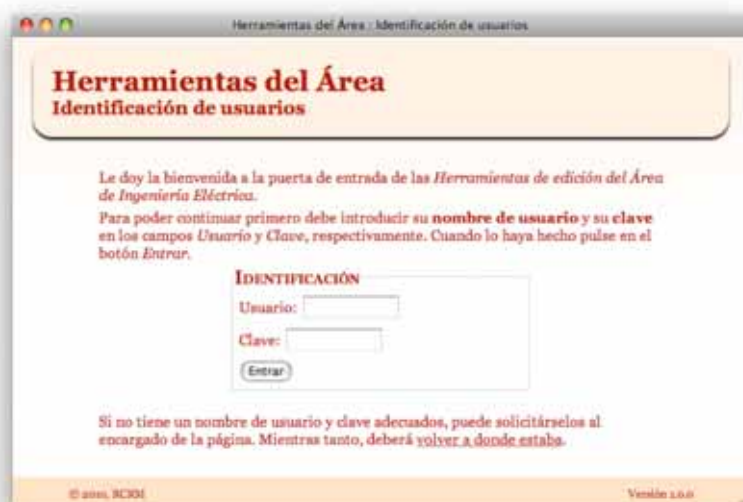 Herramientas del Área : Identificación de usuarios
Herramientas del Área
Identificación de usuarios
Le doy la bienvenida a la puerta de entrada de las Herramientas de edición del Área
de Ingeniería Eléctrica.
Para poder continuar primero debe introducir su nombre de usuario y su clave
en los campos Usuario y Clave, respectivamente. Cuando lo haya hecho pulse en el
botón Entrar.
IDENTIFICACIÓN
Usuario:
Clave:
Entrar
Si no tiene un nombre de usuario y clave adecuados, puede solicitárselos al
encargado de la página. Mientras tanto, deberá volver a donde estaba.
© 2010,
Versión 1.0.0